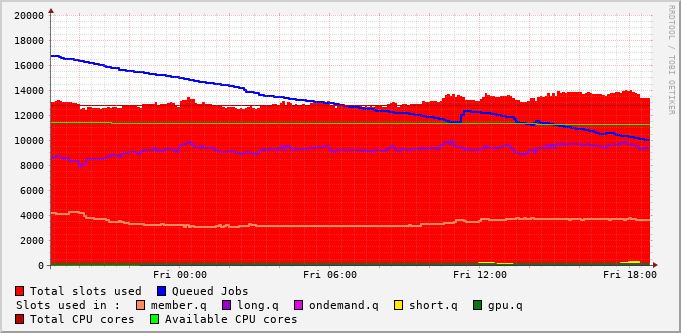 RRDTOOL / TOBI OETIKER
20000
18000
16000
14000
12000
10000
8000
6000
4000
2000
0
Fri 00:00 Fri 06:00 Fri 12:00 Fri 18:00
Total slots used Queued Jobs
Slots used in : member.q long.q ondemand.q short.q gpu.q
Total CPU cores Available CPU cores